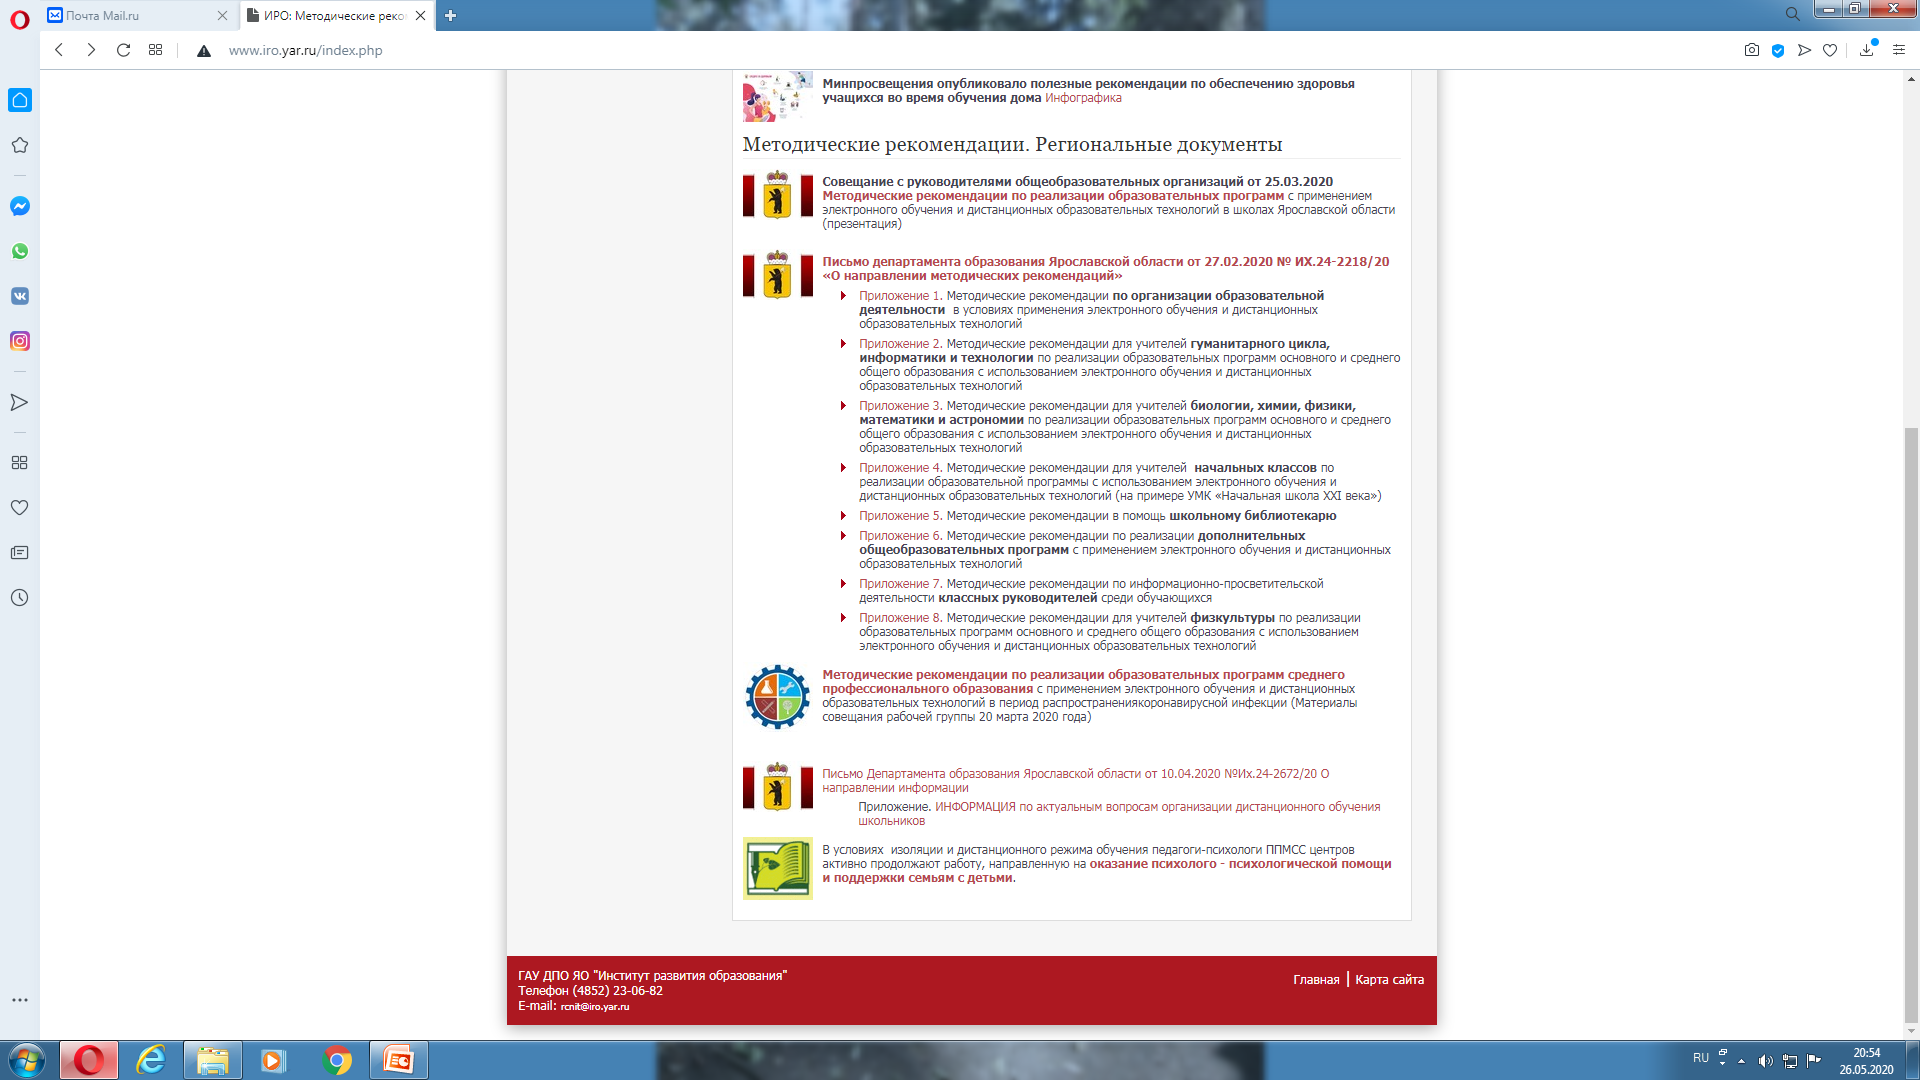 Почта Mail.ru
ИРО: Методические реко
www.iro.yar.ru/index.php
Минпросвещения опубликовало полезные рекомендации по обеспечению здоровья
учащихся во время обучения дома Инфографика
Методические рекомендации. Региональные документы
Совещание с руководителями общеобразовательных организаций от 25.03.2020
Методические рекомендации по реализации образовательных программ с применением
электронного обучения и дистанционных образовательных технологий в школах Ярославской области
(презентация)
Письмо департамента образования Ярославской области от 27.02.2020 № ИХ.24-2218/20
«О направлении методических рекомендаций»
Приложение 1. Методические рекомендации по организации образовательной
деятельности в условиях применения электронного обучения и дистанционных
образовательных технологий
Приложение 2. Методические рекомендации для учителей гуманитарного цикла,
информатики и технологии по реализации образовательных программ основного и среднего
общего образования с использованием электронного обучения и дистанционных
образовательных технологий
Приложение 3. Методические рекомендации для учителей биологии, химии, физики,
математики и астрономии по реализации образовательных программ основного и среднего
общего образования с использованием электронного обучения и дистанционных
образовательных технологий
Приложение 4. Методические рекомендации для учителей начальных классов по
реализации образовательной программы с использованием электронного обучения и
дистанционных образовательных технологий (на примере УМК «Начальная школа XXI века»)
Приложение 5. Методические рекомендации в помощь школьному библиотекарю
Приложение 6. Методические рекомендации по реализации дополнительных
общеобразовательных программ с применением электронного обучения и дистанционных
образовательных технологий
Приложение 7. Методические рекомендации по информационно-просветительской
деятельности классных руководителей среди обучающихся
Приложение 8. Методические рекомендации для учителей физкультуры по реализации
образовательных программ основного и среднего общего образования с использованием
электронного обучения и дистанционных образовательных технологий
Методические рекомендации по реализации образовательных программ среднего
профессионального образования с применением электронного обучения и дистанционных
образовательных технологий в период распространениякоронавирусной инфекции (Материалы
совещания рабочей группы 20 марта 2020 года)
Письмо Департамента образования Ярославской области от 10.04.2020 №Их.24-2672/20 О
направлении информации
Приложение. ИНФОРМАЦИЯ по актуальным вопросам организации дистанционного обучения
школьников
В условиях изоляции и дистанционного режима обучения педагоги-психологи ППМСС центров
активно продолжают работу, направленную на оказание психолого - психологической помощи
и поддержки семьям с детьми.
ГАУ ДПО ЯО "Институт развития образования"
Телефон (4852) 23-06-82
E-mail: rcnit@iro.yar.ru
Главная | Карта сайта
RU
20:54
26.05.2020